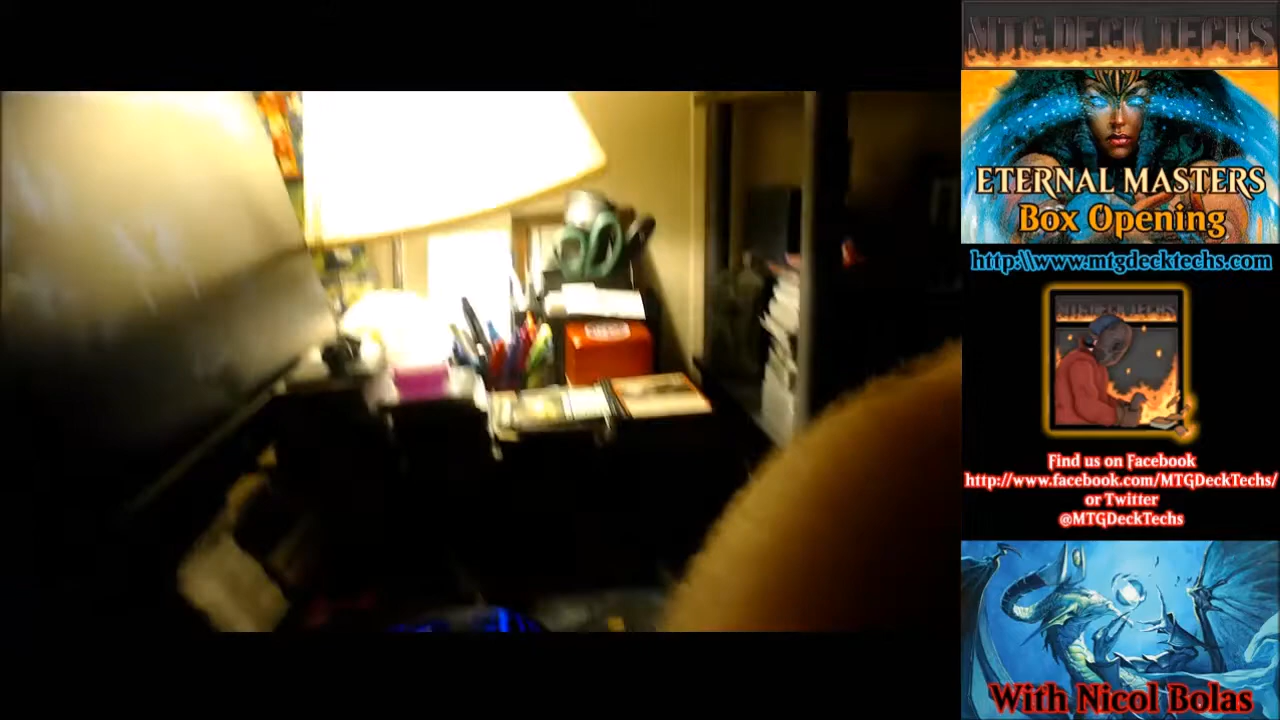 MTG DECK TECHS
ETERNAL MASTERS
Box Opening
http:\\www.mtgdecktechs.com
MTGDECKTECHS
Find us on Facebook
http://www.facebook.com/MTGDeckTechs/
or Twitter
@MTGDeckTechs
With Nicol Bolas